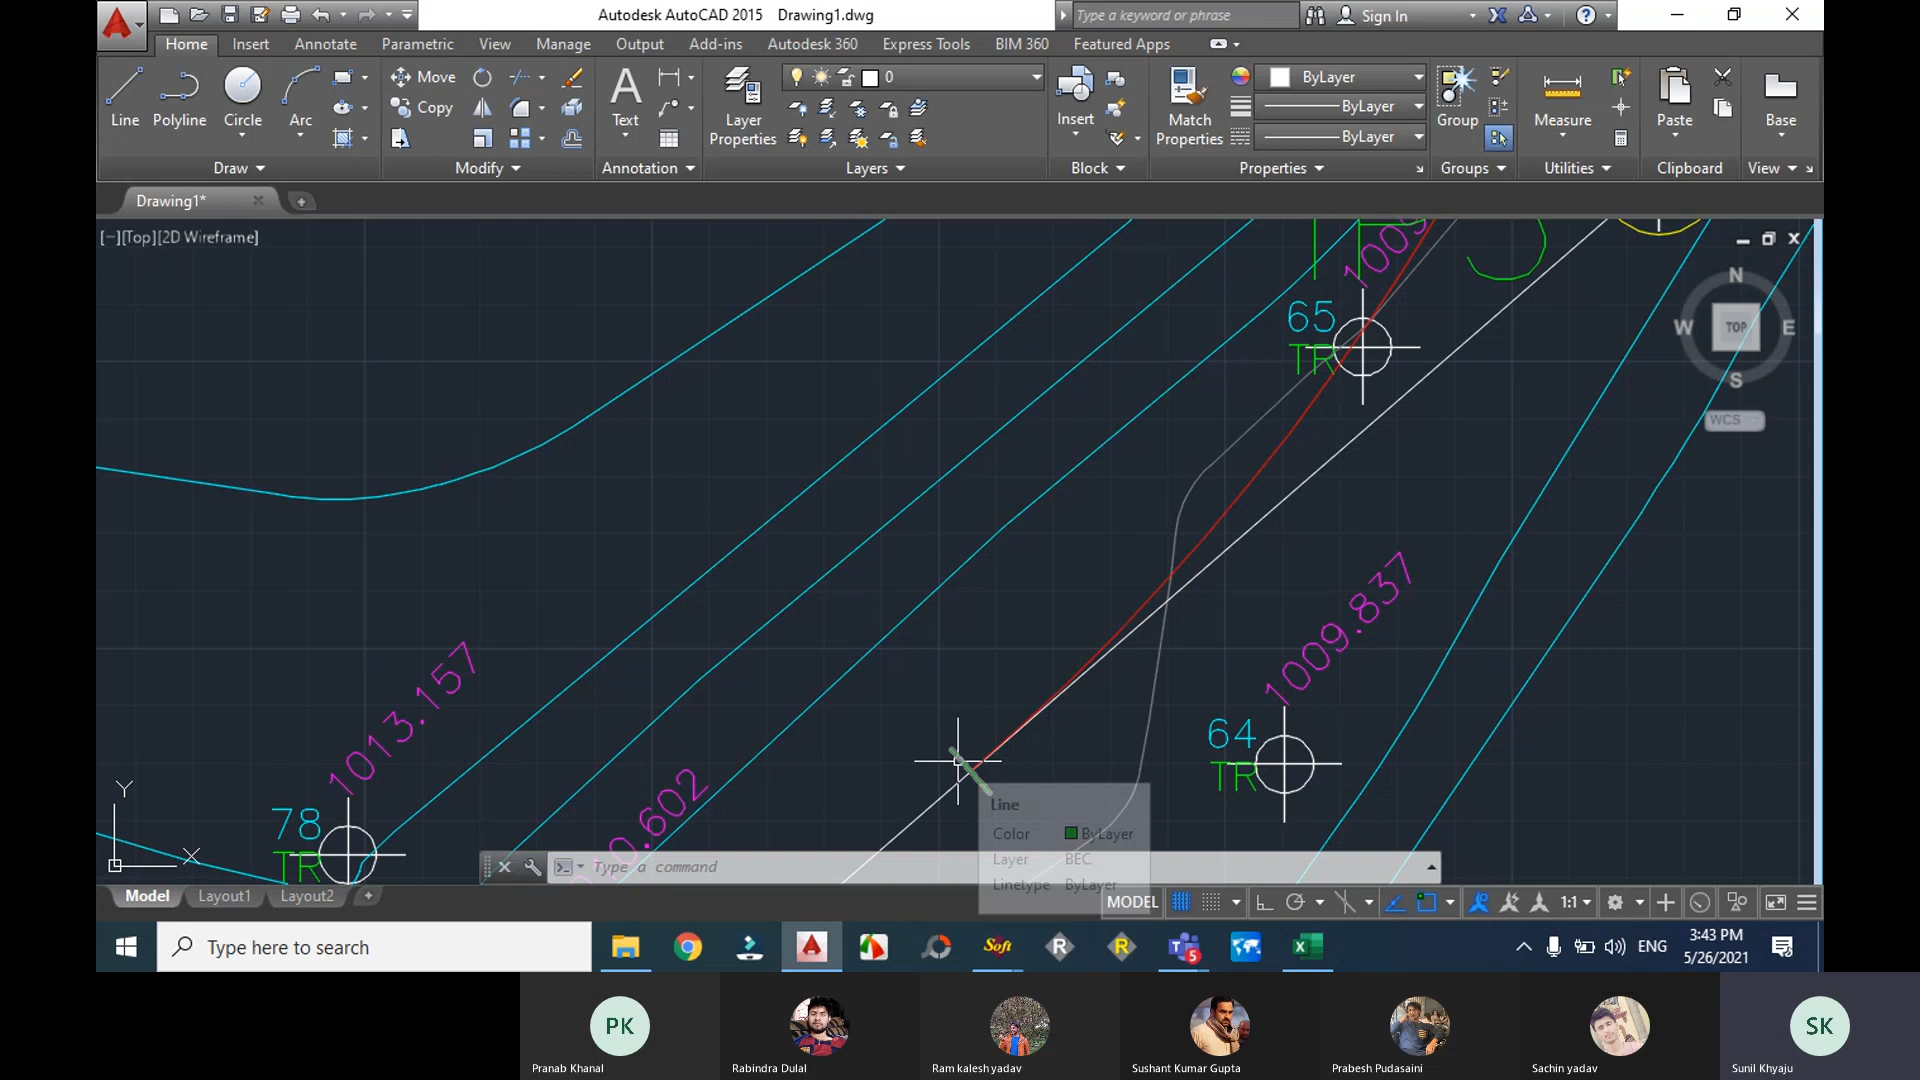 Autodesk AutoCAD 2015 Drawing1.dwg
Type a keyword or phrase
Sign In
Home Insert Annotate Parametric View Manage Output Add-ins Autodesk 360 Express Tools BIM 360 Featured Apps
Line Polyline Circle Arc
Move
Copy
Text
Layer
Properties
0
Insert
Match
Properties
ByLayer
ByLayer
ByLayer
Group
Measure
Paste
Base
Draw Modify Annotation Layers Block Properties Groups Utilities Clipboard View
Drawing1*
[−][Top][2D Wireframe]
N
W TOP E
S
WCS
1009
65
TR
1009.837
64
TR
1013.157
78
TR
0.602
Y
X
Line
Color ByLayer
Layer BEC
Linetype ByLayer
Type a command
Model Layout1 Layout2
MODEL
1:1
Type here to search
Soft
R
R
5
ENG
3:43 PM
5/26/2021
PK
SK
Pranab Khanal
Rabindra Dulal
Ram kalesh yadav
Sushant Kumar Gupta
Prabesh Pudasaini
Sachin yadav
Sunil Khyaju